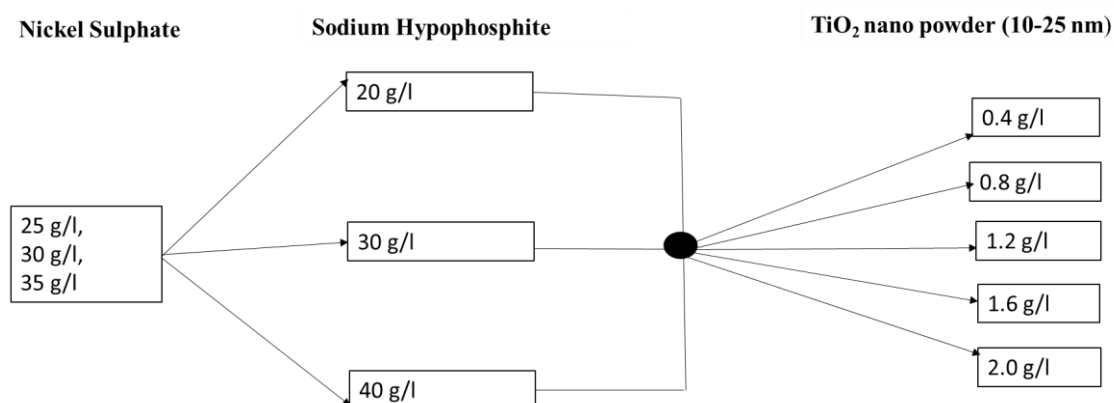 Nickel Sulphate
Sodium Hypophosphite
TiO₂ nano powder (10-25 nm)
25 g/l,
30 g/l,
35 g/l
20 g/l
30 g/l
40 g/l
0.4 g/l
0.8 g/l
1.2 g/l
1.6 g/l
2.0 g/l